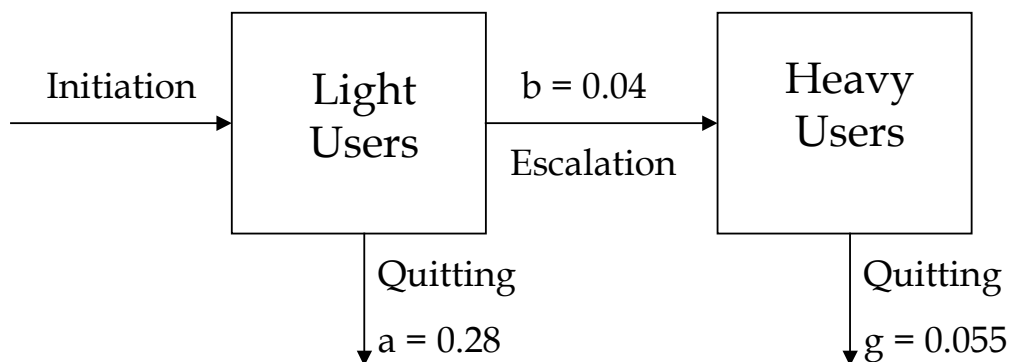 Initiation
Light
Users
b = 0.04
Escalation
Heavy
Users
Quitting
a = 0.28
Quitting
g = 0.055